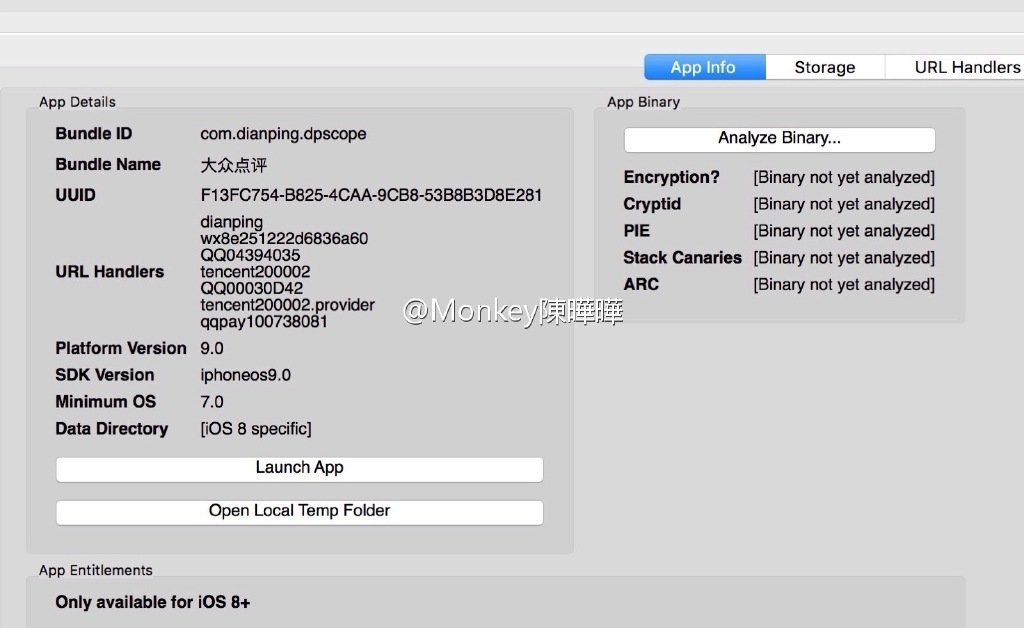 App Info
Storage
URL Handlers
App Details
Bundle ID com.dianping.dpscope
Bundle Name 大众点评
UUID F13FC754-B825-4CAA-9CB8-53B8B3D8E281
URL Handlers
dianping
wx8e251222d6836a60
QQ04394035
tencent200002
QQ00030D42
tencent200002.provider
qqpay100738081
Platform Version 9.0
SDK Version iphoneos9.0
Minimum OS 7.0
Data Directory [iOS 8 specific]
Launch App
Open Local Temp Folder
App Binary
Analyze Binary...
Encryption? [Binary not yet analyzed]
Cryptid [Binary not yet analyzed]
PIE [Binary not yet analyzed]
Stack Canaries [Binary not yet analyzed]
ARC [Binary not yet analyzed]
@Monkey陳曄曄
App Entitlements
Only available for iOS 8+